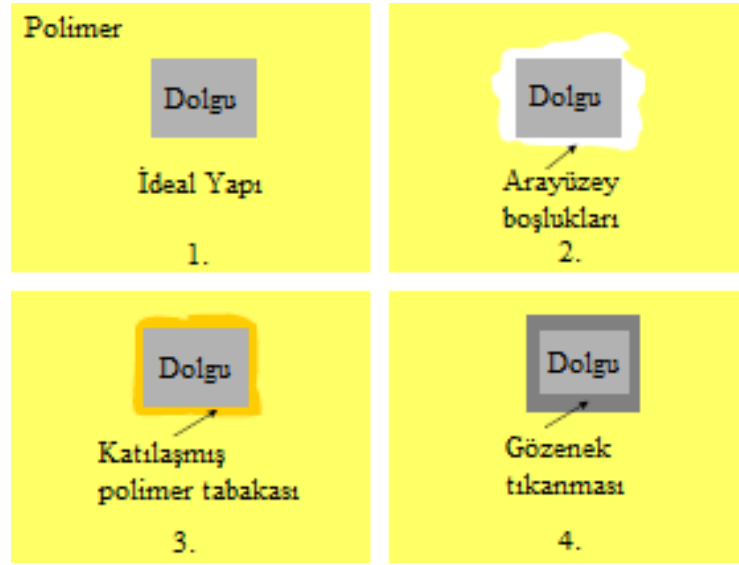 Polimer
Dolgu
İdeal Yapı
1.
Dolgu
Arayüzey
boşlukları
2.
Dolgu
Katılaşmış
polimer tabakası
3.
Dolgu
Gözenek
tıkanması
4.